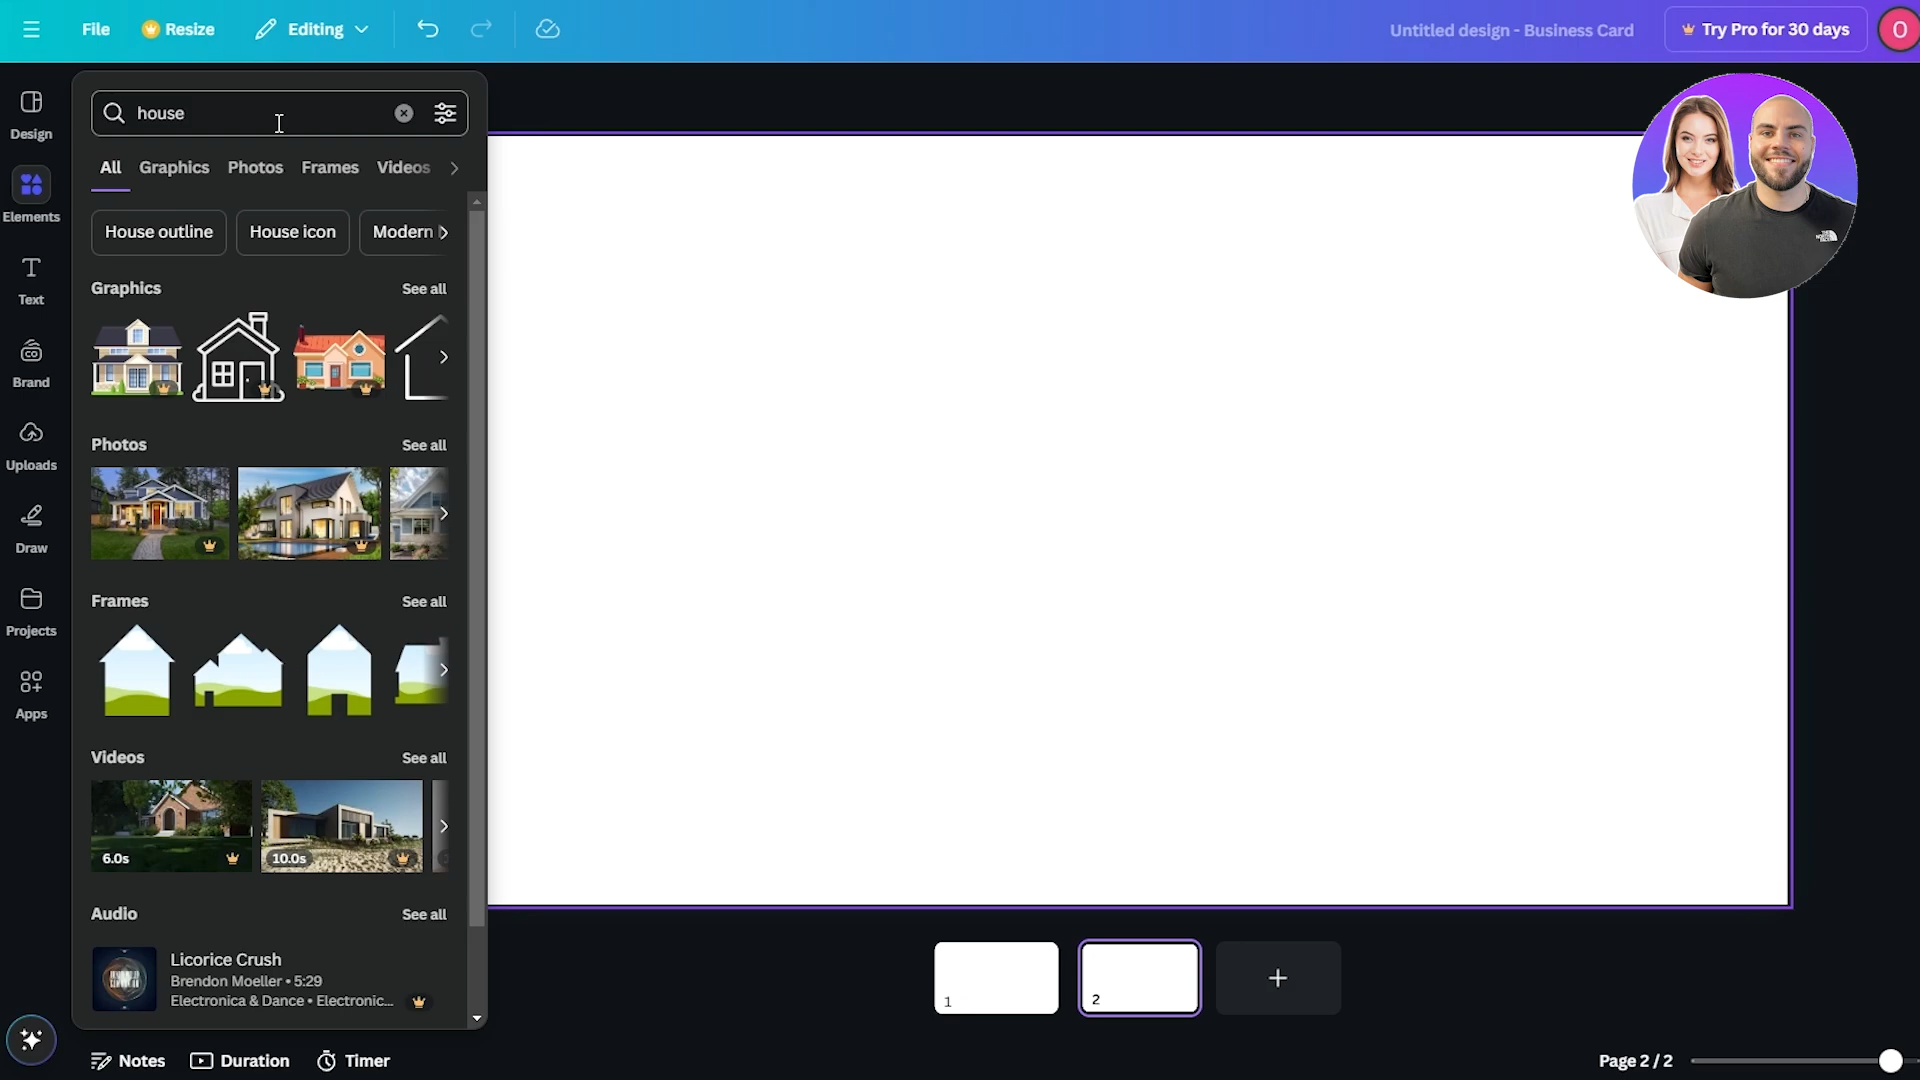 File
Resize
Editing
Untitled design - Business Card
Try Pro for 30 days
O
Design
Elements
Text
Brand
Uploads
Draw
Projects
Apps
house
All
Graphics
Photos
Frames
Videos
House outline
House icon
Modern
Graphics
See all
Photos
See all
Frames
See all
Videos
See all
6.0s
10.0s
Audio
See all
Licorice Crush
Brendon Moeller • 5:29
Electronica & Dance • Electronic...
THE NORTH FACE
1
2
Notes
Duration
Timer
Page 2 / 2